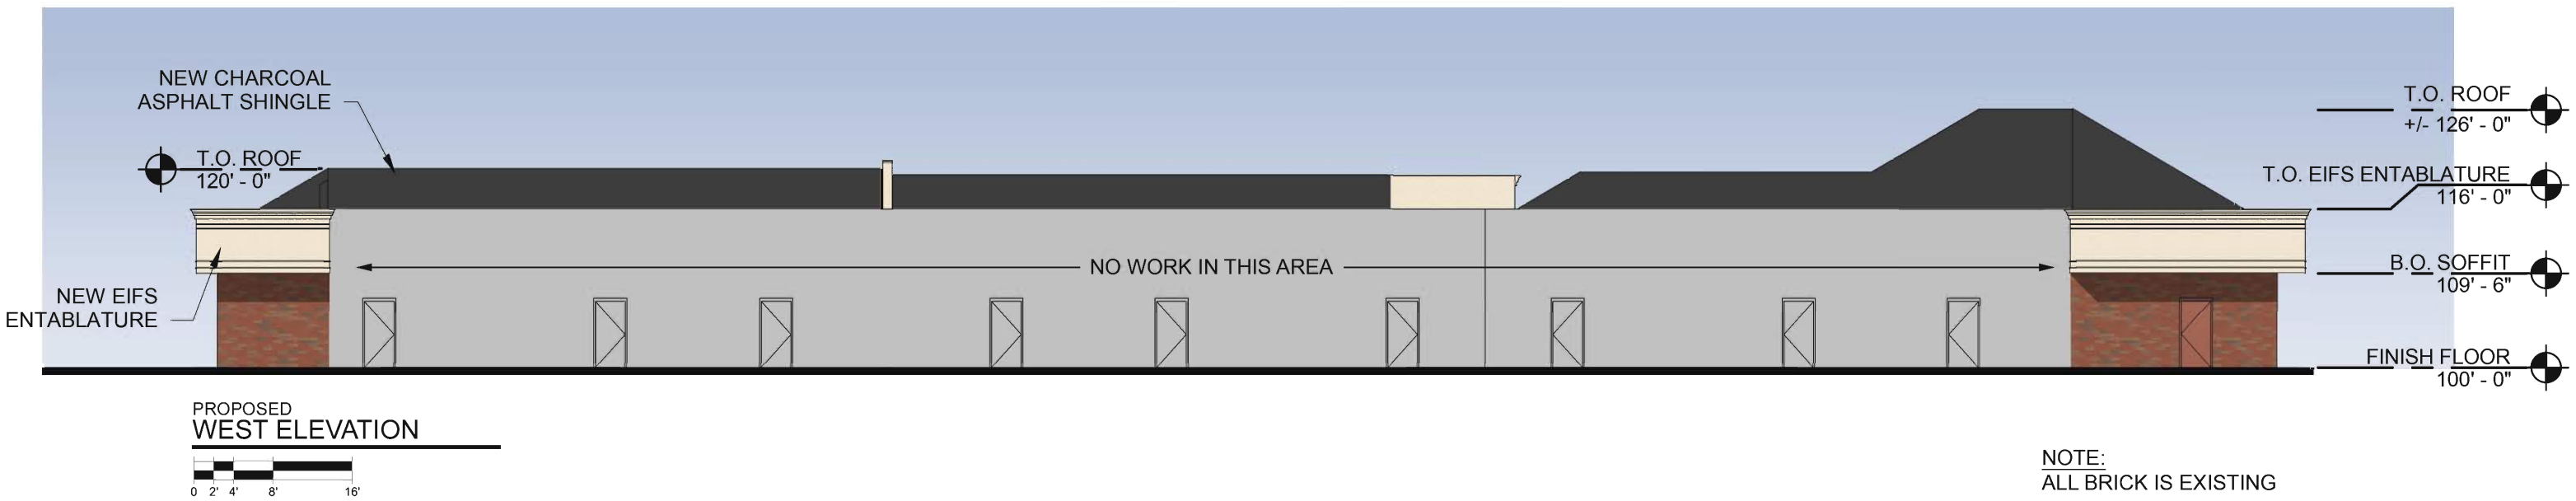 NEW CHARCOAL
ASPHALT SHINGLE
T.O. ROOF
120' - 0"
NEW EIFS
ENTABLATURE
NO WORK IN THIS AREA
T.O. ROOF
+/- 126' - 0"
T.O. EIFS ENTABLATURE
116' - 0"
B.O. SOFFIT
109' - 6"
FINISH FLOOR
100' - 0"
PROPOSED
WEST ELEVATION
0 2' 4' 8' 16'
NOTE:
ALL BRICK IS EXISTING